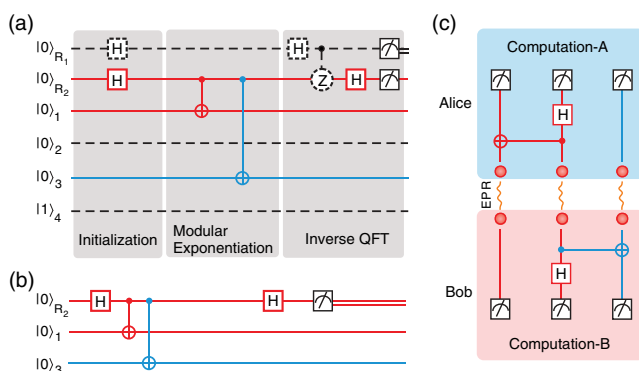 (a)
|0⟩R1 H H
|0⟩R2 H Z H
|0⟩1
|0⟩2
|0⟩3
|1⟩4
Initialization Modular Exponentiation Inverse QFT
(b)
|0⟩R2 H H
|0⟩1
|0⟩3
(c)
Computation-A
Alice
H
EPR
H
Bob
Computation-B